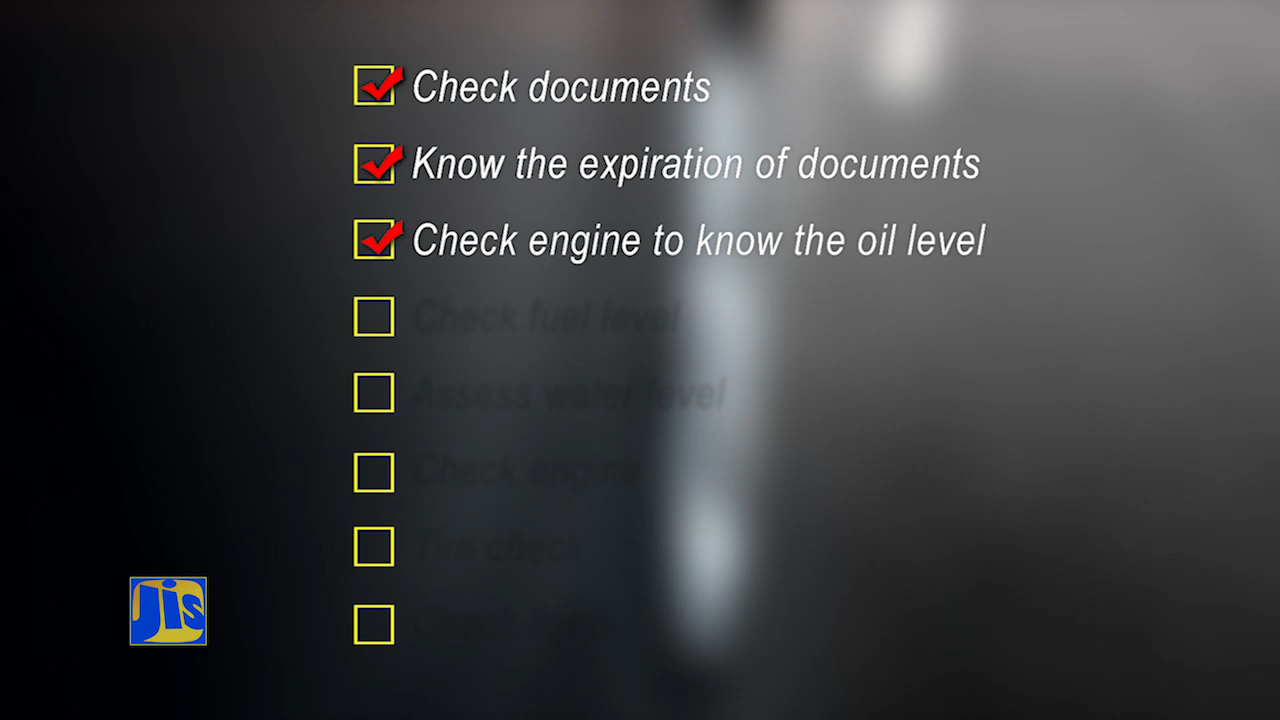 Check documents
Know the expiration of documents
Check engine to know the oil level
Check fuel level
Assess water level
Check engine
Tire check
Jis